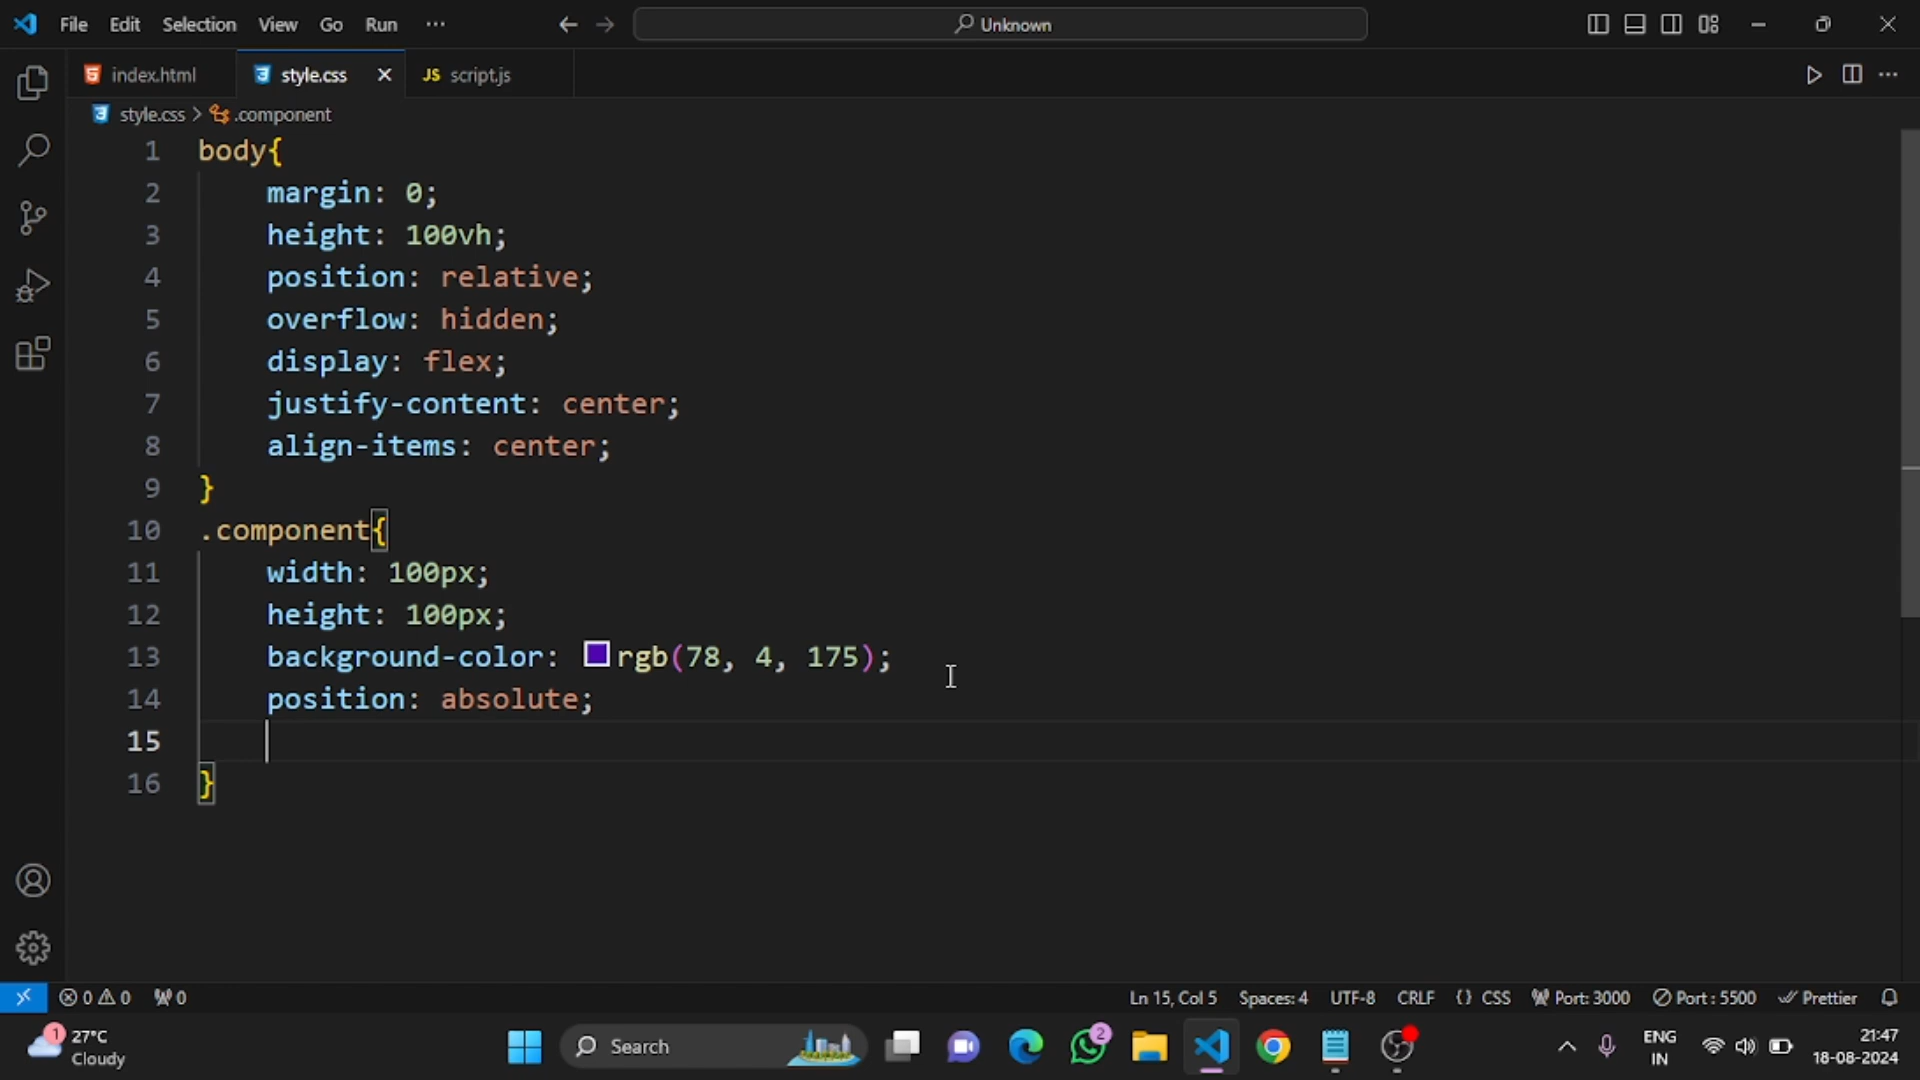 File Edit Selection View Go Run ··· Unknown
index.html style.css JS script.js
style.css > .component
1 body{
2 margin: 0;
3 height: 100vh;
4 position: relative;
5 overflow: hidden;
6 display: flex;
7 justify-content: center;
8 align-items: center;
9 }
10 .component{
11 width: 100px;
12 height: 100px;
13 background-color: rgb(78, 4, 175);
14 position: absolute;
15
16 }
0 0 0 Ln 15, Col 5 Spaces: 4 UTF-8 CRLF {} CSS Port: 3000 Port : 5500 Prettier
1 27°C
Cloudy
Search
2
ENG
IN
21:47
18-08-2024